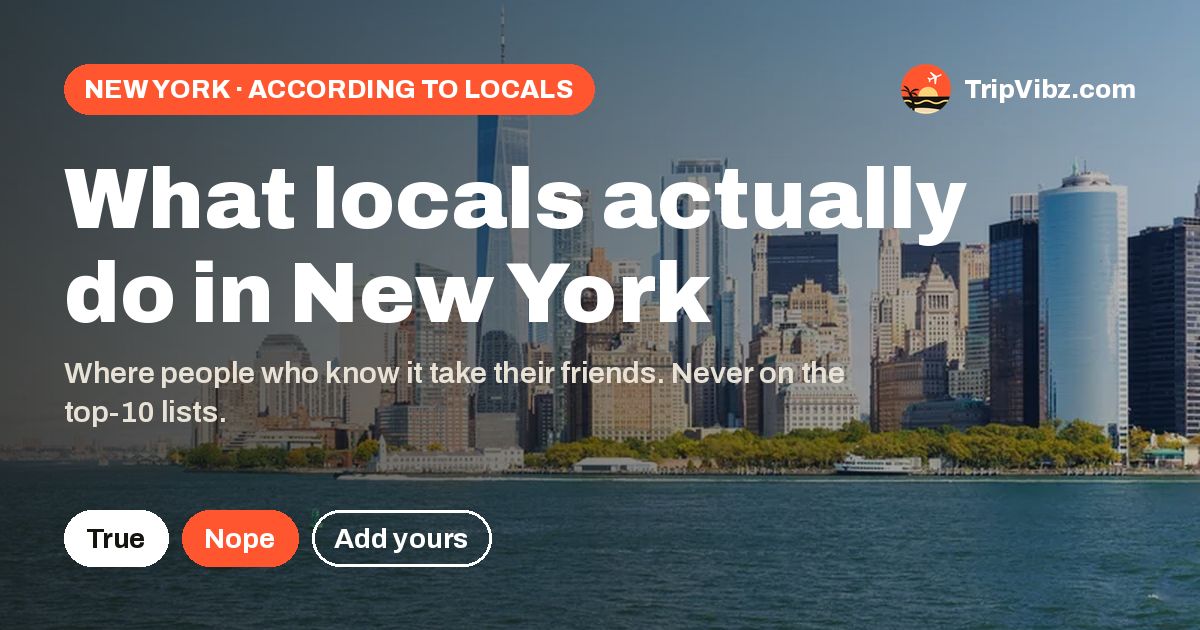 NEW YORK · ACCORDING TO LOCALS
TripVibz.com
What locals actually
do in New York
Where people who know it take their friends. Never on the
top-10 lists.
True
Nope
Add yours